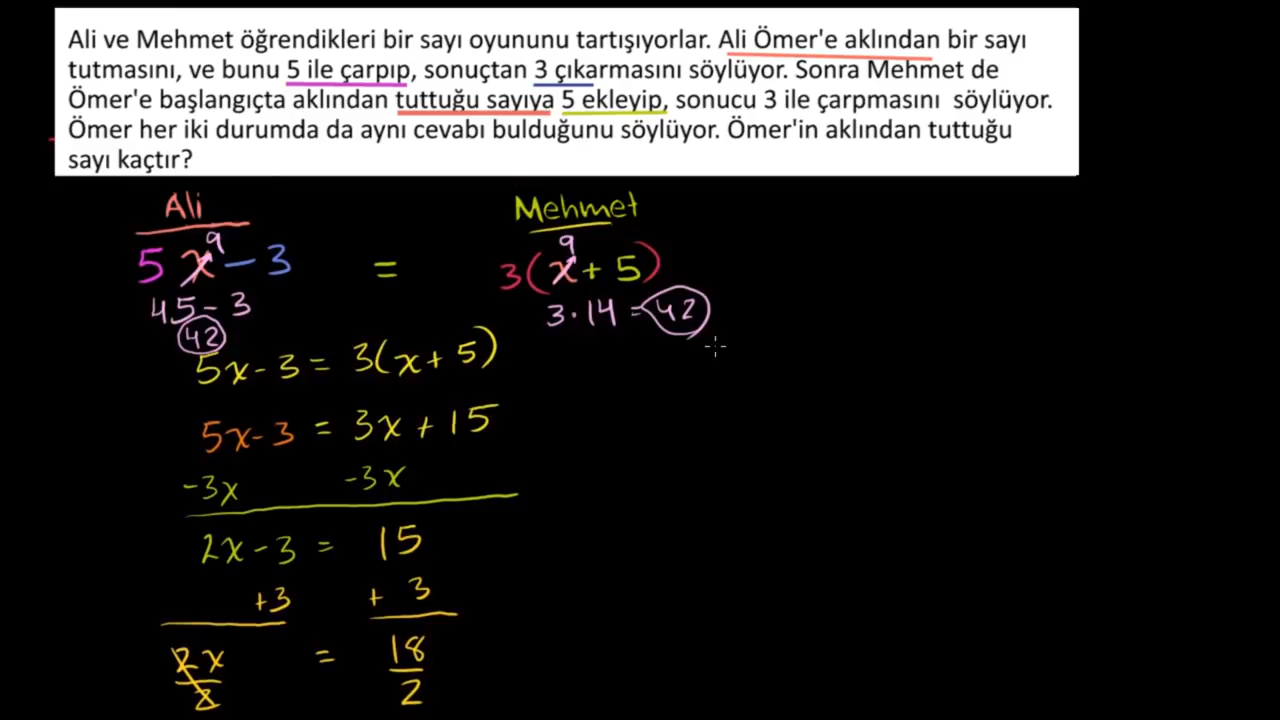 Ali ve Mehmet öğrendikleri bir sayı oyununu tartışıyorlar. Ali Ömer'e aklından bir sayı
tutmasını, ve bunu 5 ile çarpıp, sonuçtan 3 çıkarmasını söylüyor. Sonra Mehmet de
Ömer'e başlangıçta aklından tuttuğu sayıya 5 ekleyip, sonucu 3 ile çarpmasını söylüyor.
Ömer her iki durumda da aynı cevabı bulduğunu söylüyor. Ömer'in aklından tuttuğu
sayı kaçtır?
Ali Mehmet
9 9
5x - 3 = 3(x + 5)
45 - 3 3 · 14 = 42
42
5x - 3 = 3(x + 5)
5x - 3 = 3x + 15
-3x -3x
2x - 3 = 15
+3 + 3
2x = 18
2 2